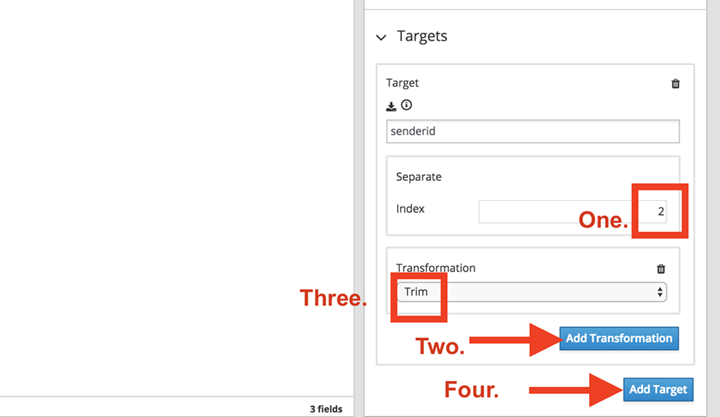 Targets
Target
senderid
Separate
Index
2
One.
Transformation
Three.
Trim
Two.
Add Transformation
Four.
Add Target
3 fields